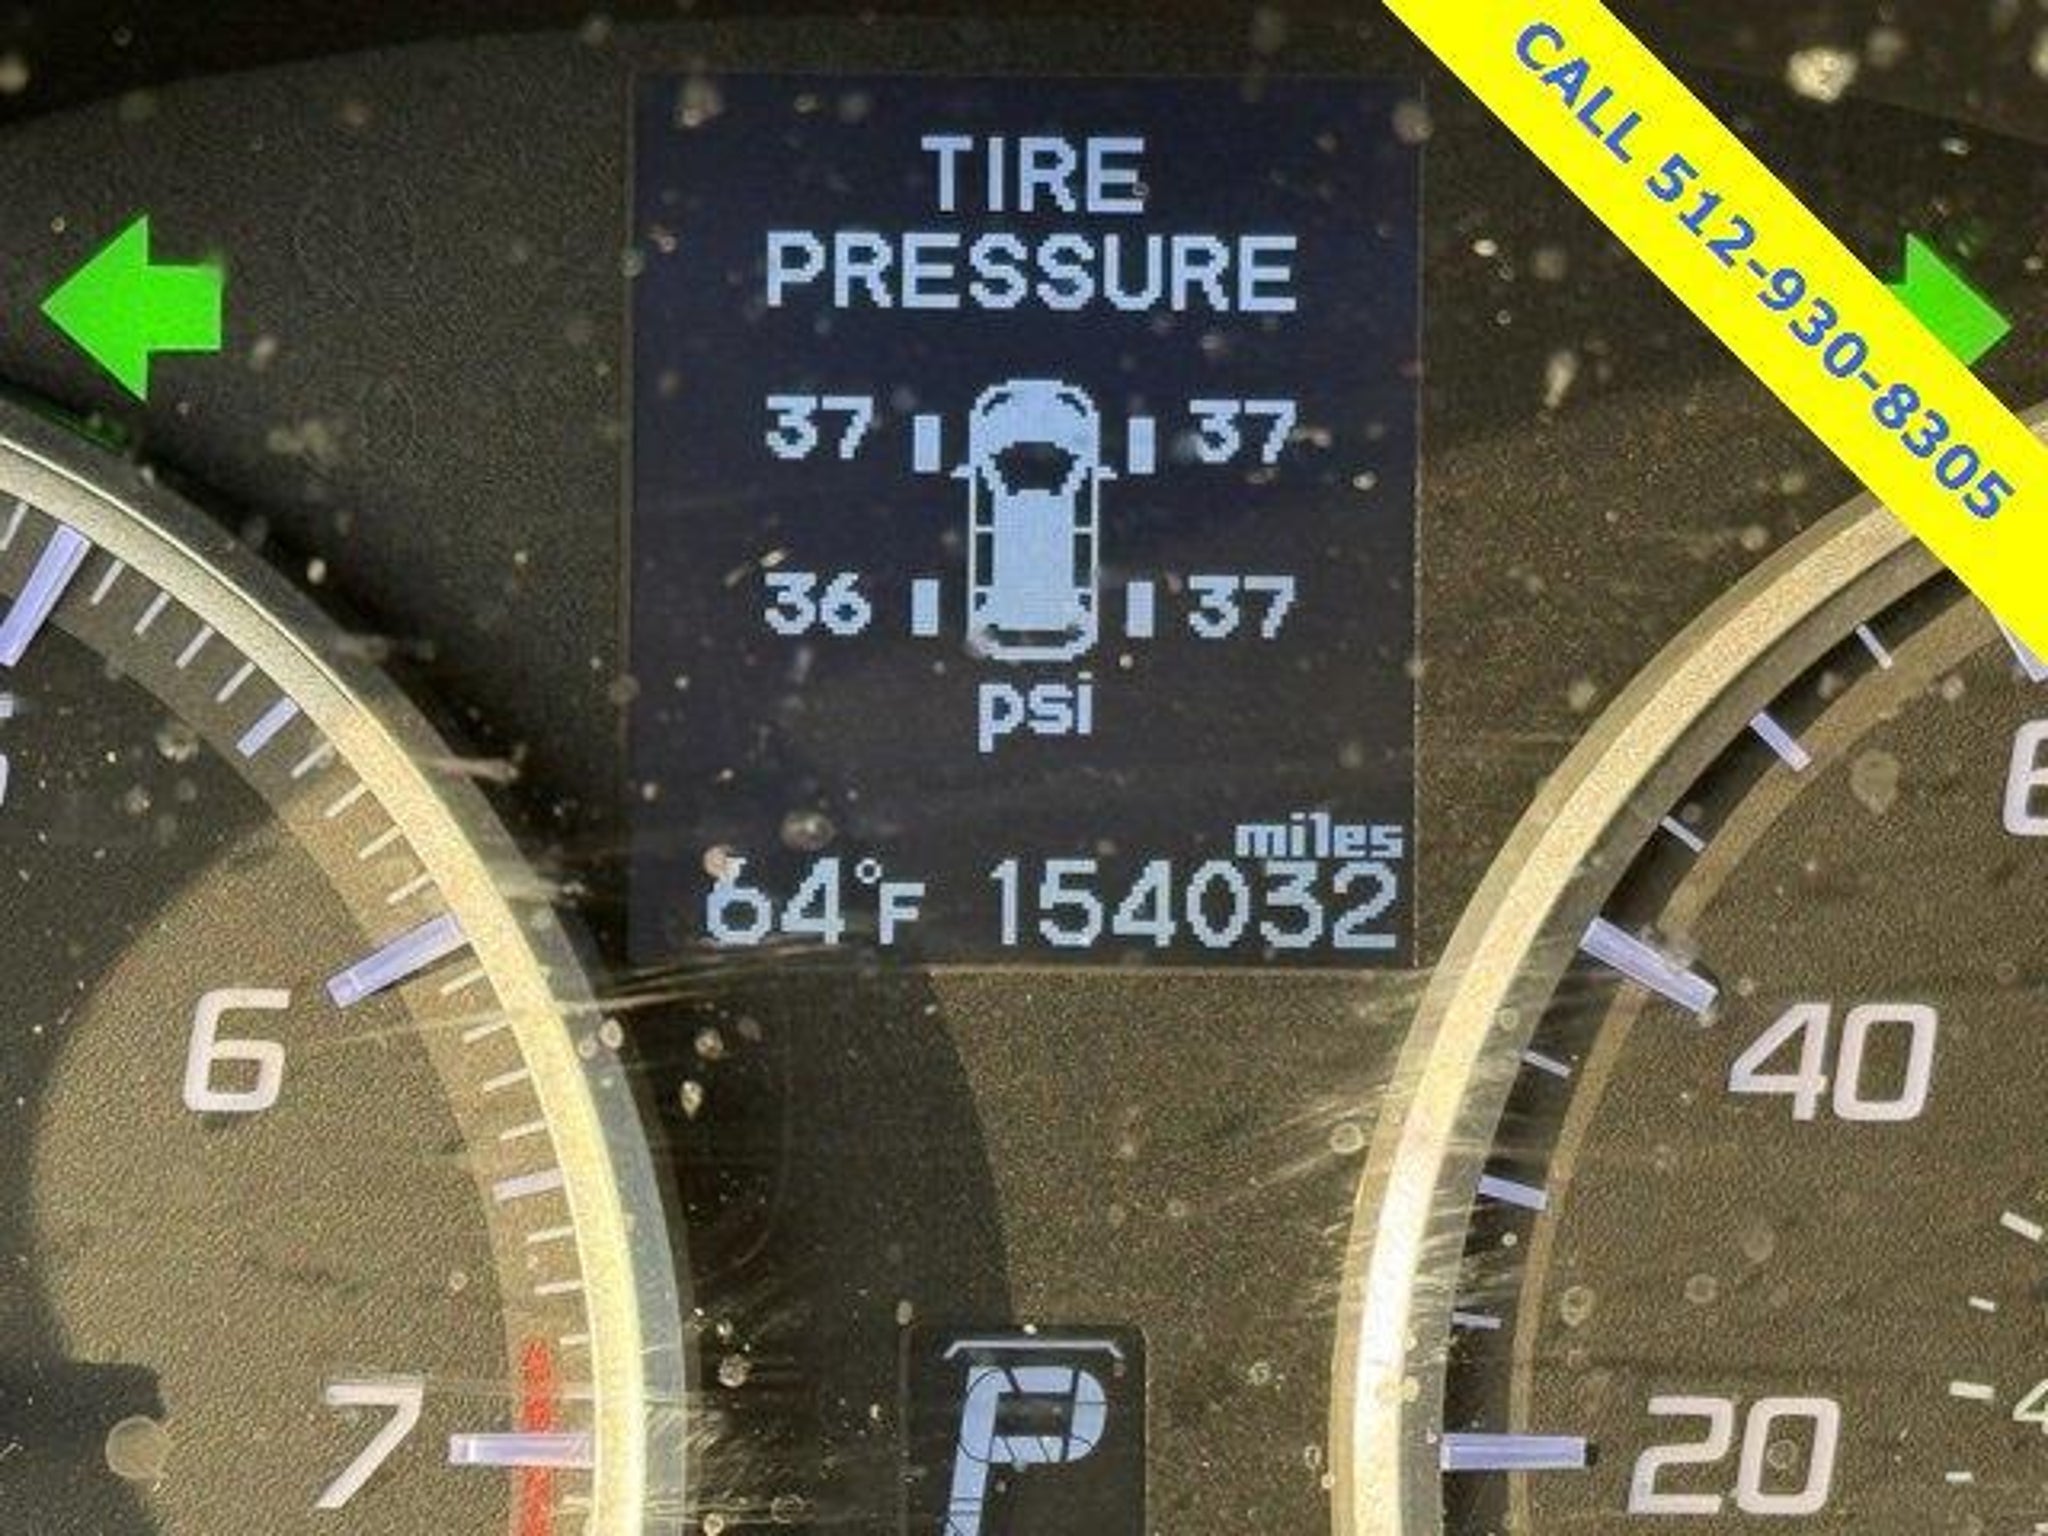 CALL 512-930-8305
TIRE
PRESSURE
37 37
36 37
psi
miles
64°F 154032
6
40
7
20
P